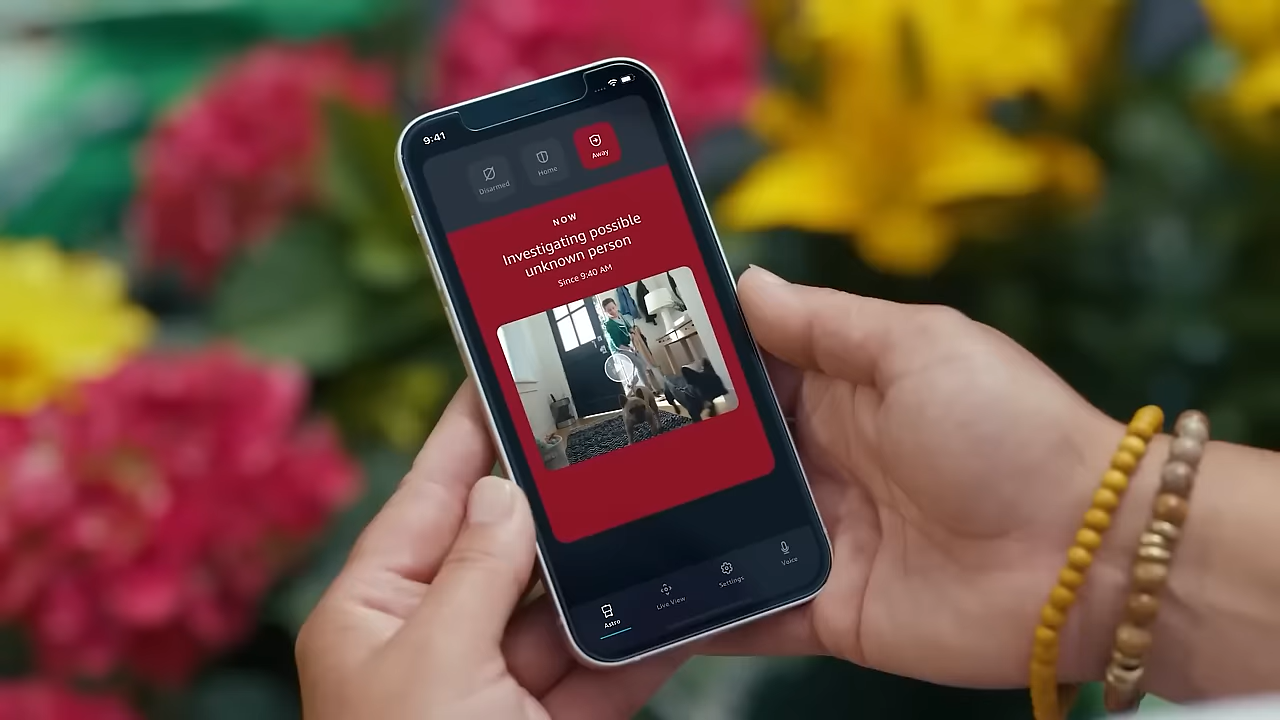 9:41
Disarmed
Home
Away
NOW
Investigating possible
unknown person
Since 9:40 AM
Astro
Live View
Settings
Voice